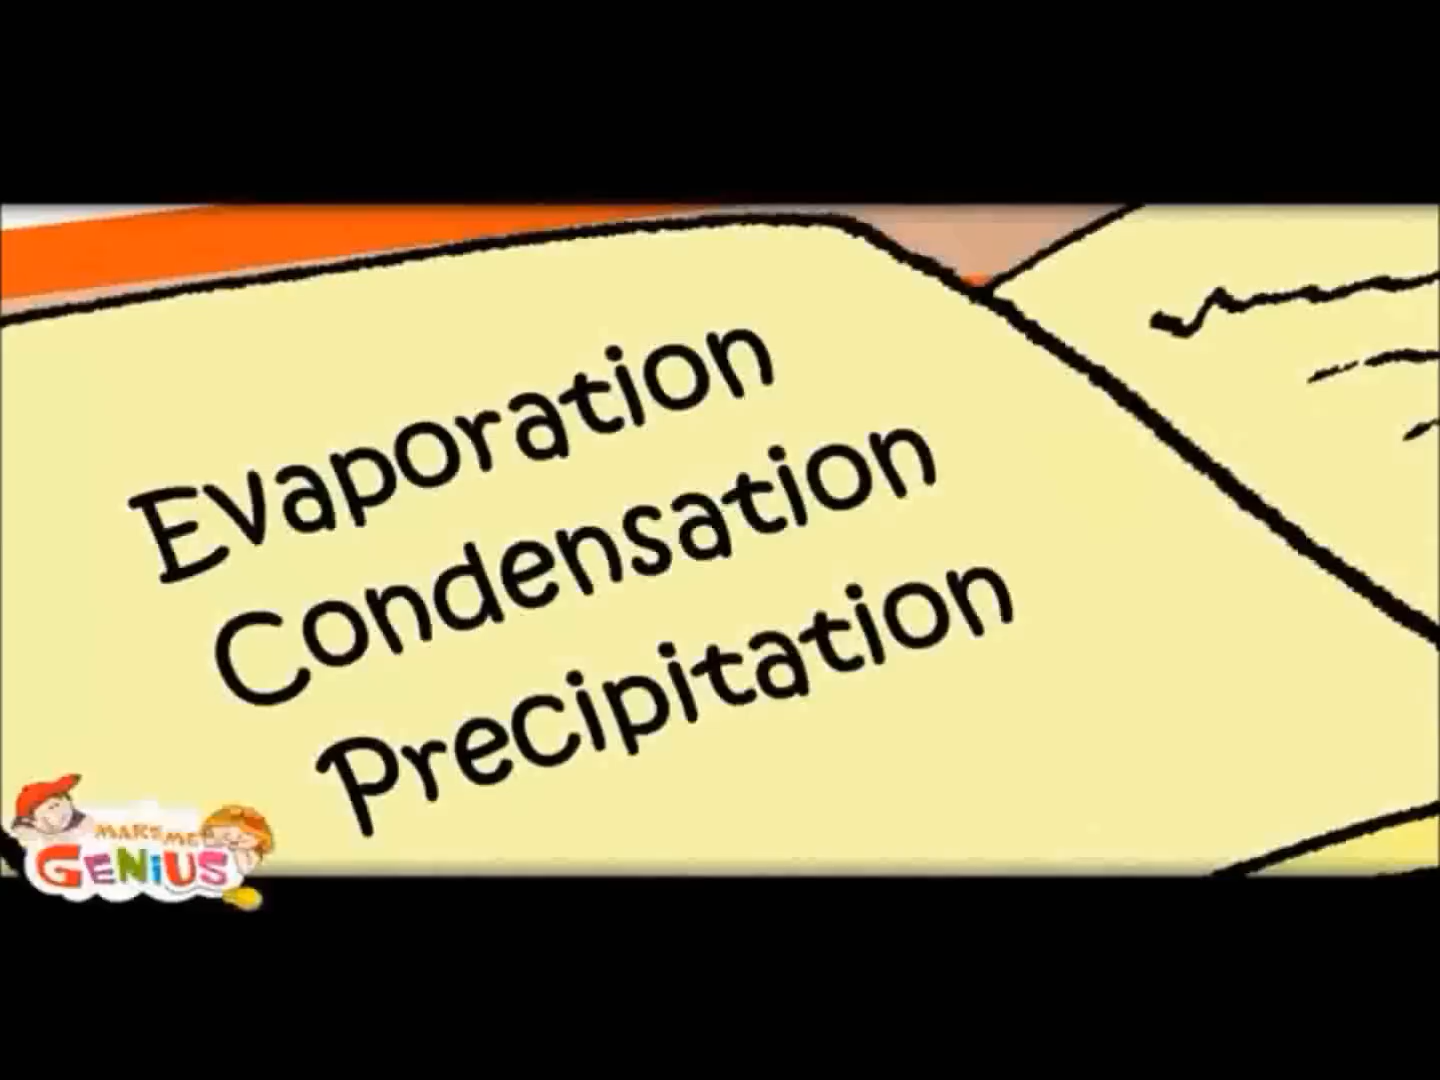 Evaporation
Condensation
Precipitation
MAKE ME
GENiUS